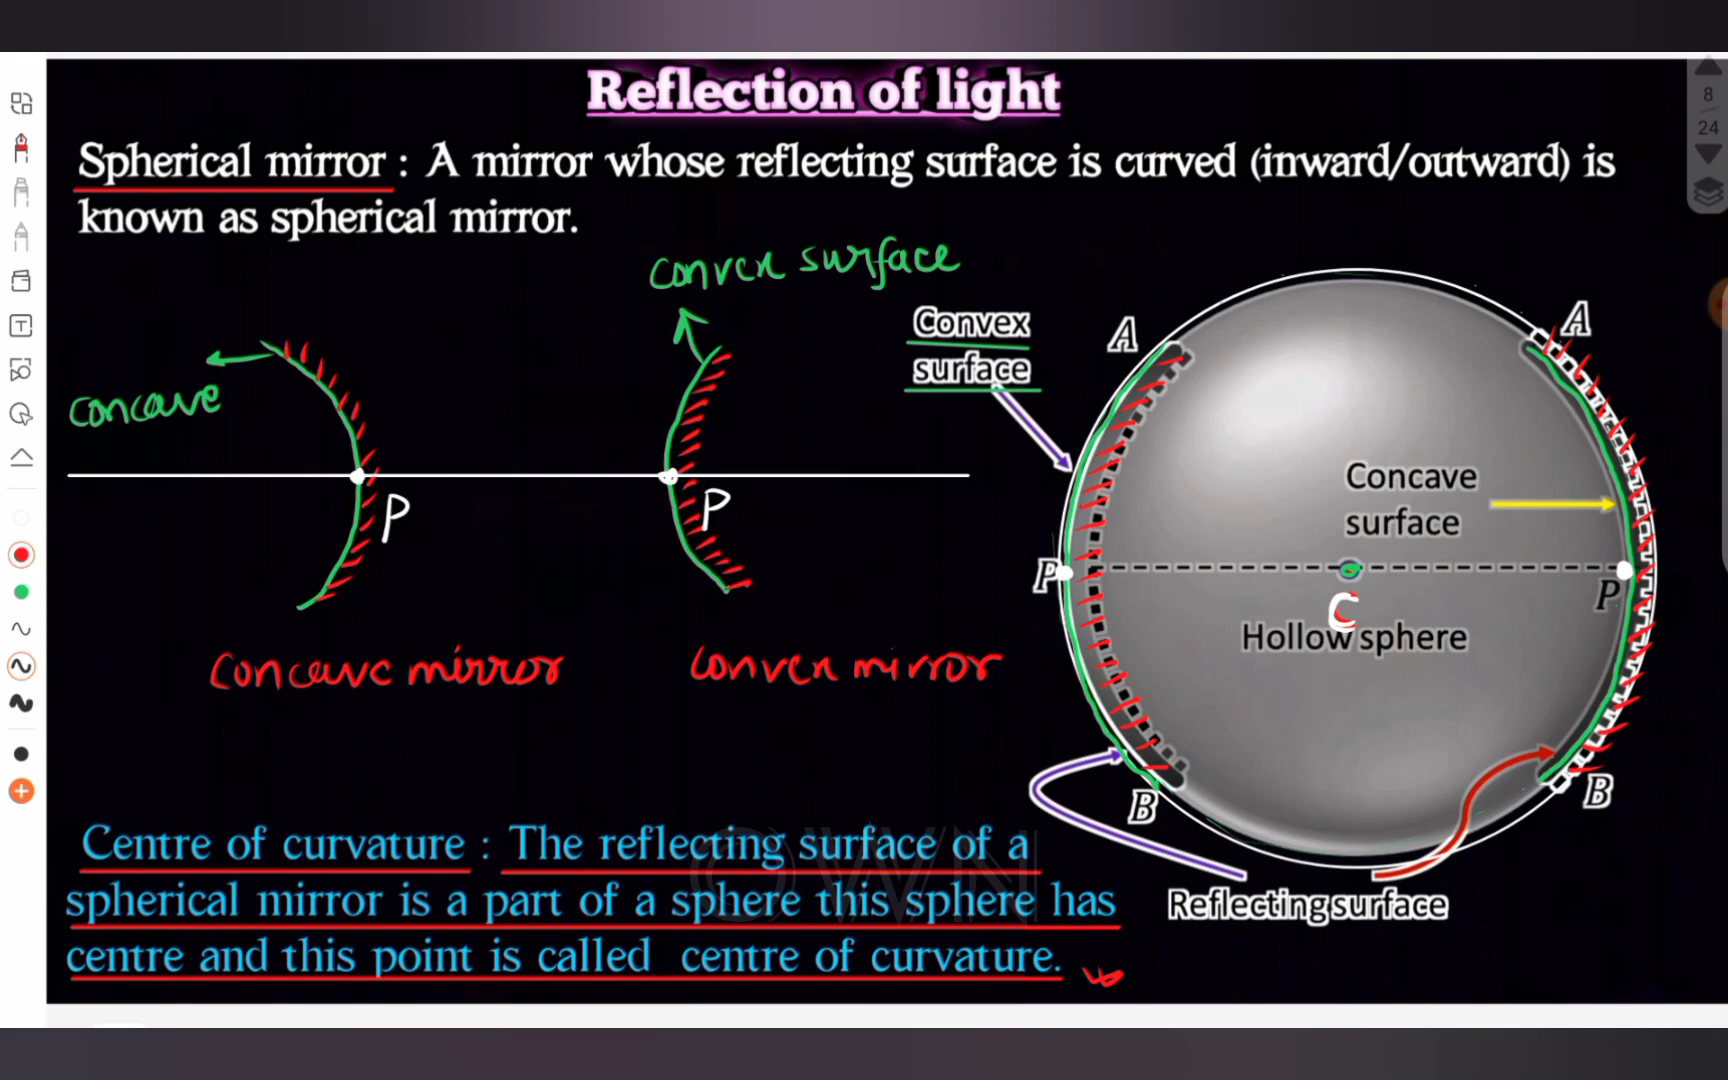 Reflection of light
8
24
Spherical mirror : A mirror whose reflecting surface is curved (inward/outward) is
known as spherical mirror.
convex surface
Convex
surface
A
A
concave
Concave
surface
P
P
P
P
C
Hollow sphere
Concave mirror
convex mirror
B
B
Centre of curvature : The reflecting surface of a
spherical mirror is a part of a sphere this sphere has
centre and this point is called centre of curvature.
Reflecting surface
OWN